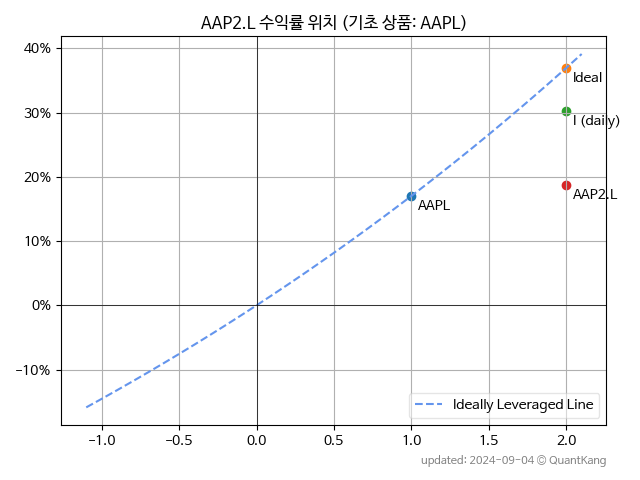 AAP2.L 수익률 위치 (기초 상품: AAPL)
40%
30%
20%
10%
0%
−10%
Ideal
I (daily)
AAP2.L
AAPL
Ideally Leveraged Line
−1.0 −0.5 0.0 0.5 1.0 1.5 2.0
updated: 2024-09-04 © QuantKang